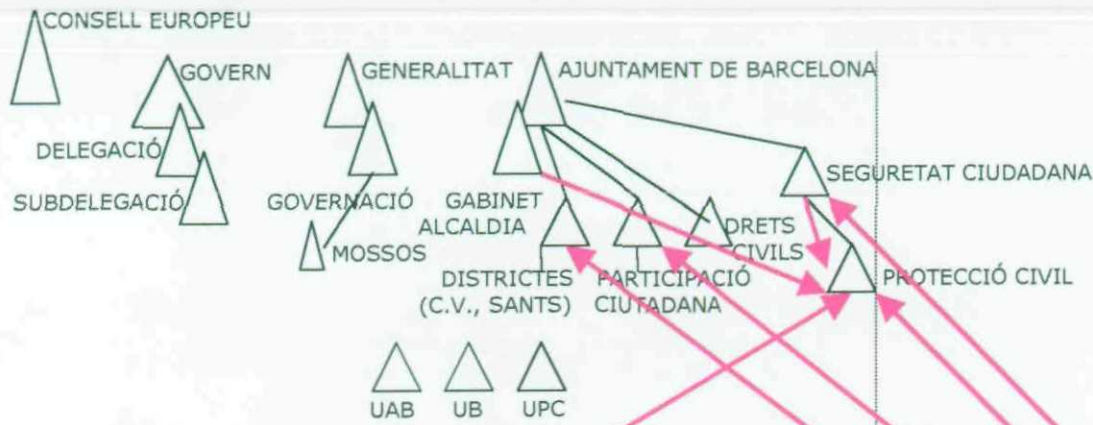 CONSELL EUROPEU
GOVERN
GENERALITAT
AJUNTAMENT DE BARCELONA
DELEGACIÓ
SUBDELEGACIÓ
GOVERNACIÓ
MOSSOS
GABINET
ALCALDIA
SEGURETAT CIUDADANA
DRETS
CIVILS
DISTRICTES
(C.V., SANTS)
PARTICIPACIÓ
CIUTADANA
PROTECCIÓ CIVIL
UAB
UB
UPC